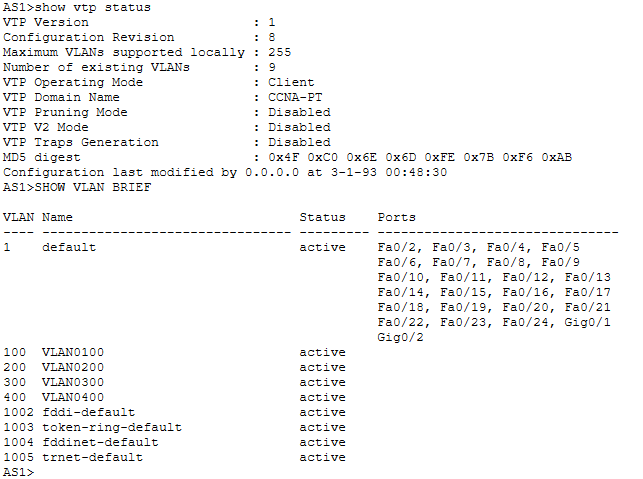 AS1>show vtp status
VTP Version                     : 1
Configuration Revision          : 8
Maximum VLANs supported locally : 255
Number of existing VLANs        : 9
VTP Operating Mode              : Client
VTP Domain Name                 : CCNA-PT
VTP Pruning Mode                : Disabled
VTP V2 Mode                     : Disabled
VTP Traps Generation            : Disabled
MD5 digest                      : 0x4F 0xC0 0x6E 0x6D 0xFE 0x7B 0xF6 0xAB
Configuration last modified by 0.0.0.0 at 3-1-93 00:48:30
AS1>SHOW VLAN BRIEF

VLAN Name                             Status    Ports
---- -------------------------------- --------- -------------------------------
1    default                          active    Fa0/2, Fa0/3, Fa0/4, Fa0/5
                                                Fa0/6, Fa0/7, Fa0/8, Fa0/9
                                                Fa0/10, Fa0/11, Fa0/12, Fa0/13
                                                Fa0/14, Fa0/15, Fa0/16, Fa0/17
                                                Fa0/18, Fa0/19, Fa0/20, Fa0/21
                                                Fa0/22, Fa0/23, Fa0/24, Gig0/1
                                                Gig0/2
100  VLAN0100                         active
200  VLAN0200                         active
300  VLAN0300                         active
400  VLAN0400                         active
1002 fddi-default                     active
1003 token-ring-default               active
1004 fddinet-default                  active
1005 trnet-default                    active
AS1>